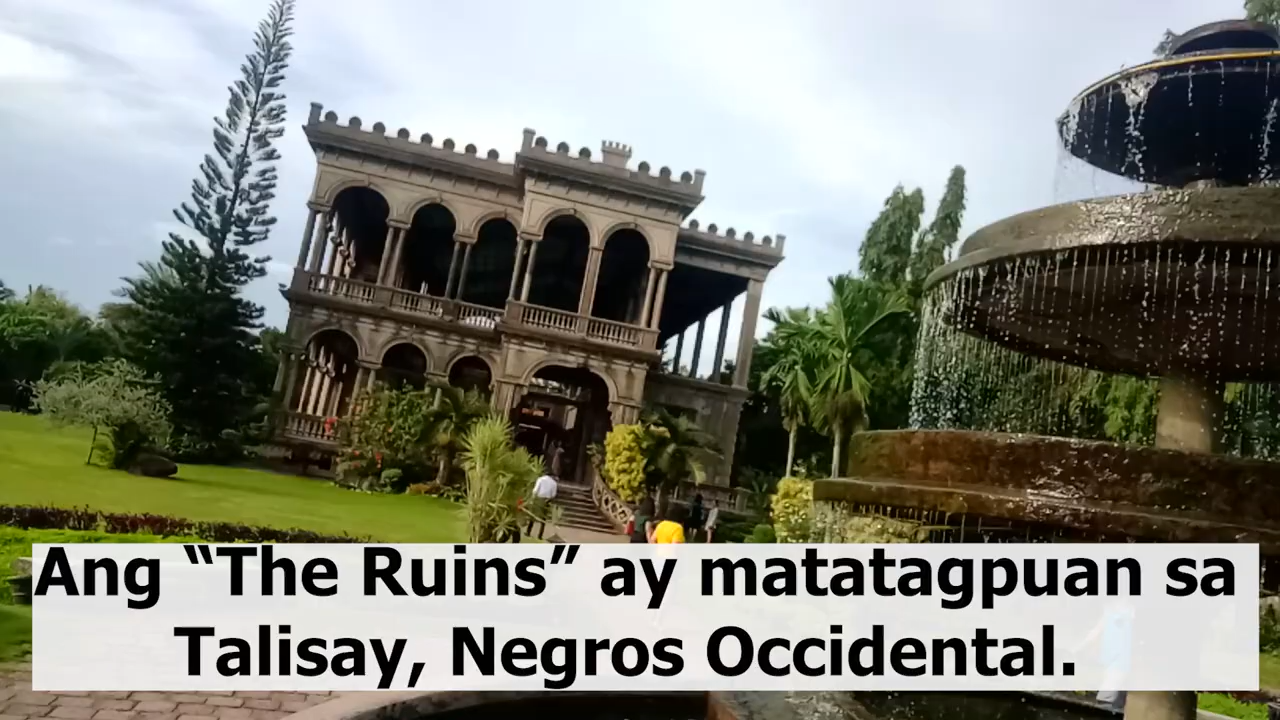 Ang “The Ruins” ay matatagpuan sa
Talisay, Negros Occidental.